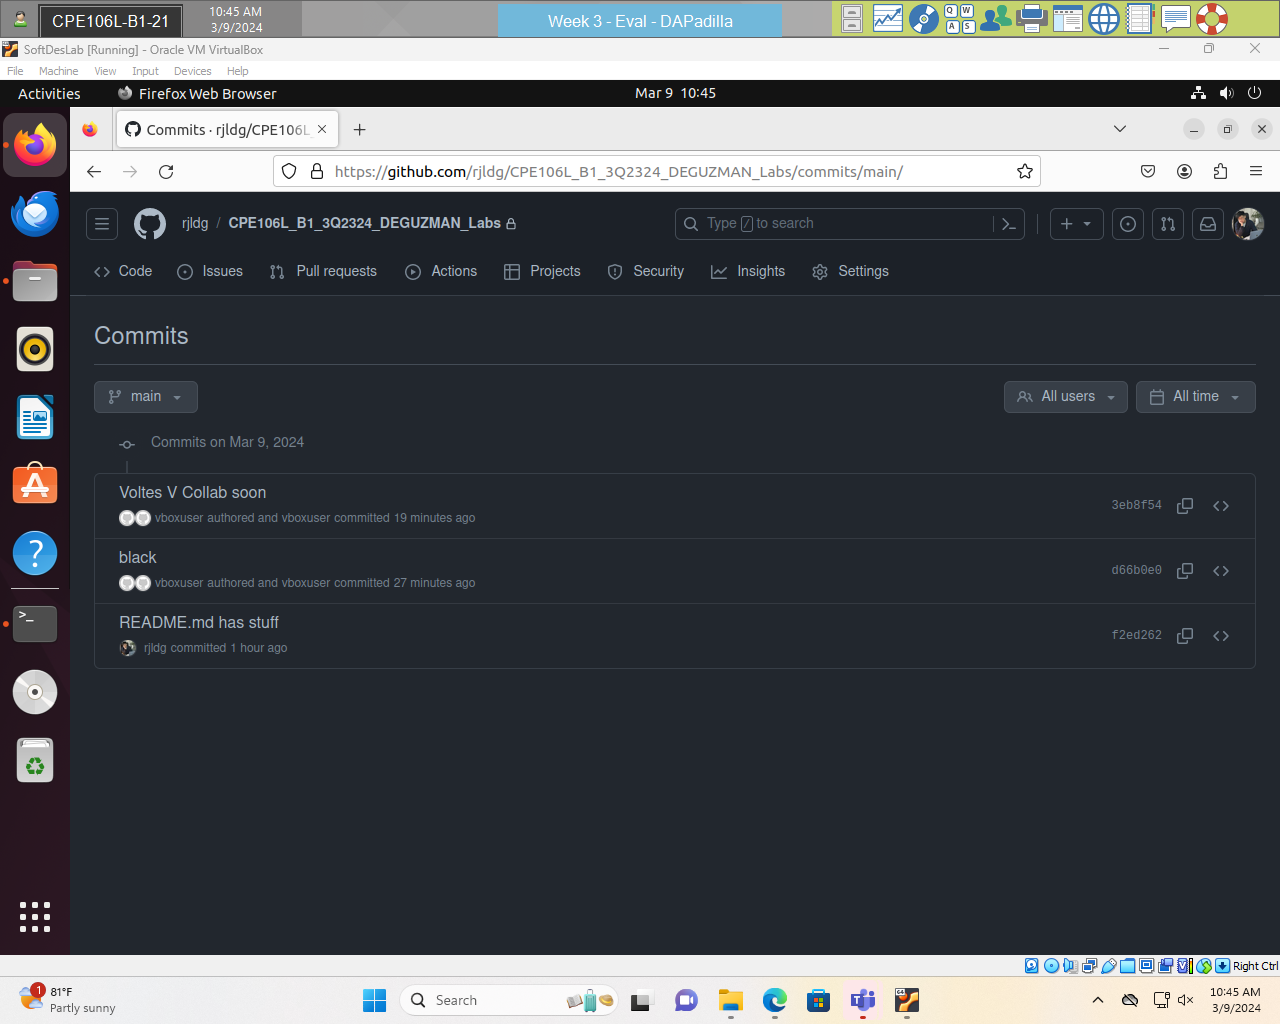 CPE106L-B1-21
10:45 AM
3/9/2024
Week 3 - Eval - DAPadilla
Q W
A S
SoftDesLab [Running] - Oracle VM VirtualBox
File Machine View Input Devices Help
Activities Firefox Web Browser Mar 9 10:45
Commits · rjldg/CPE106L_
https://github.com/rjldg/CPE106L_B1_3Q2324_DEGUZMAN_Labs/commits/main/
rjldg / CPE106L_B1_3Q2324_DEGUZMAN_Labs Type / to search
Code Issues Pull requests Actions Projects Security Insights Settings
Commits
main All users All time
Commits on Mar 9, 2024
Voltes V Collab soon
vboxuser authored and vboxuser committed 19 minutes ago 3eb8f54
black
vboxuser authored and vboxuser committed 27 minutes ago d66b0e0
README.md has stuff
rjldg committed 1 hour ago f2ed262
Right Ctrl
1 81°F
Partly sunny
Search
10:45 AM
3/9/2024